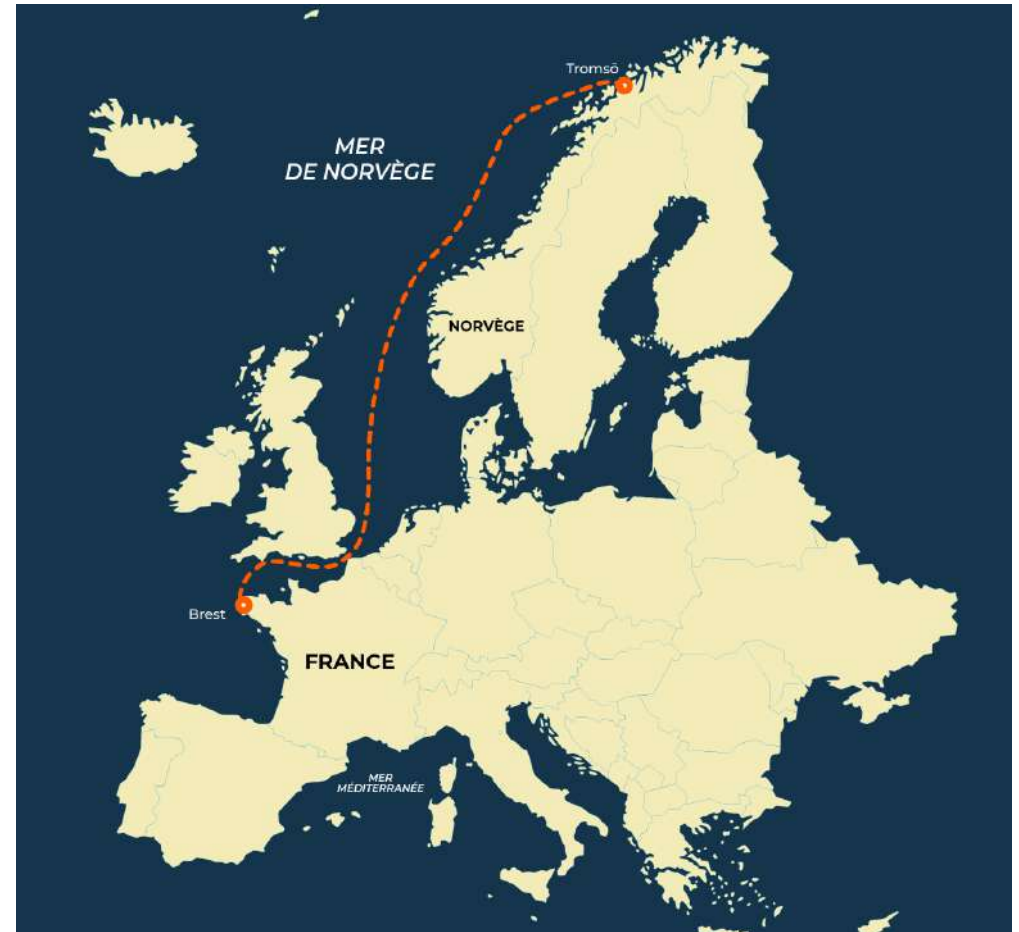 Tromsö
MER
DE NORVÈGE
NORVÈGE
Brest
FRANCE
MER
MÉDITERRANÉE